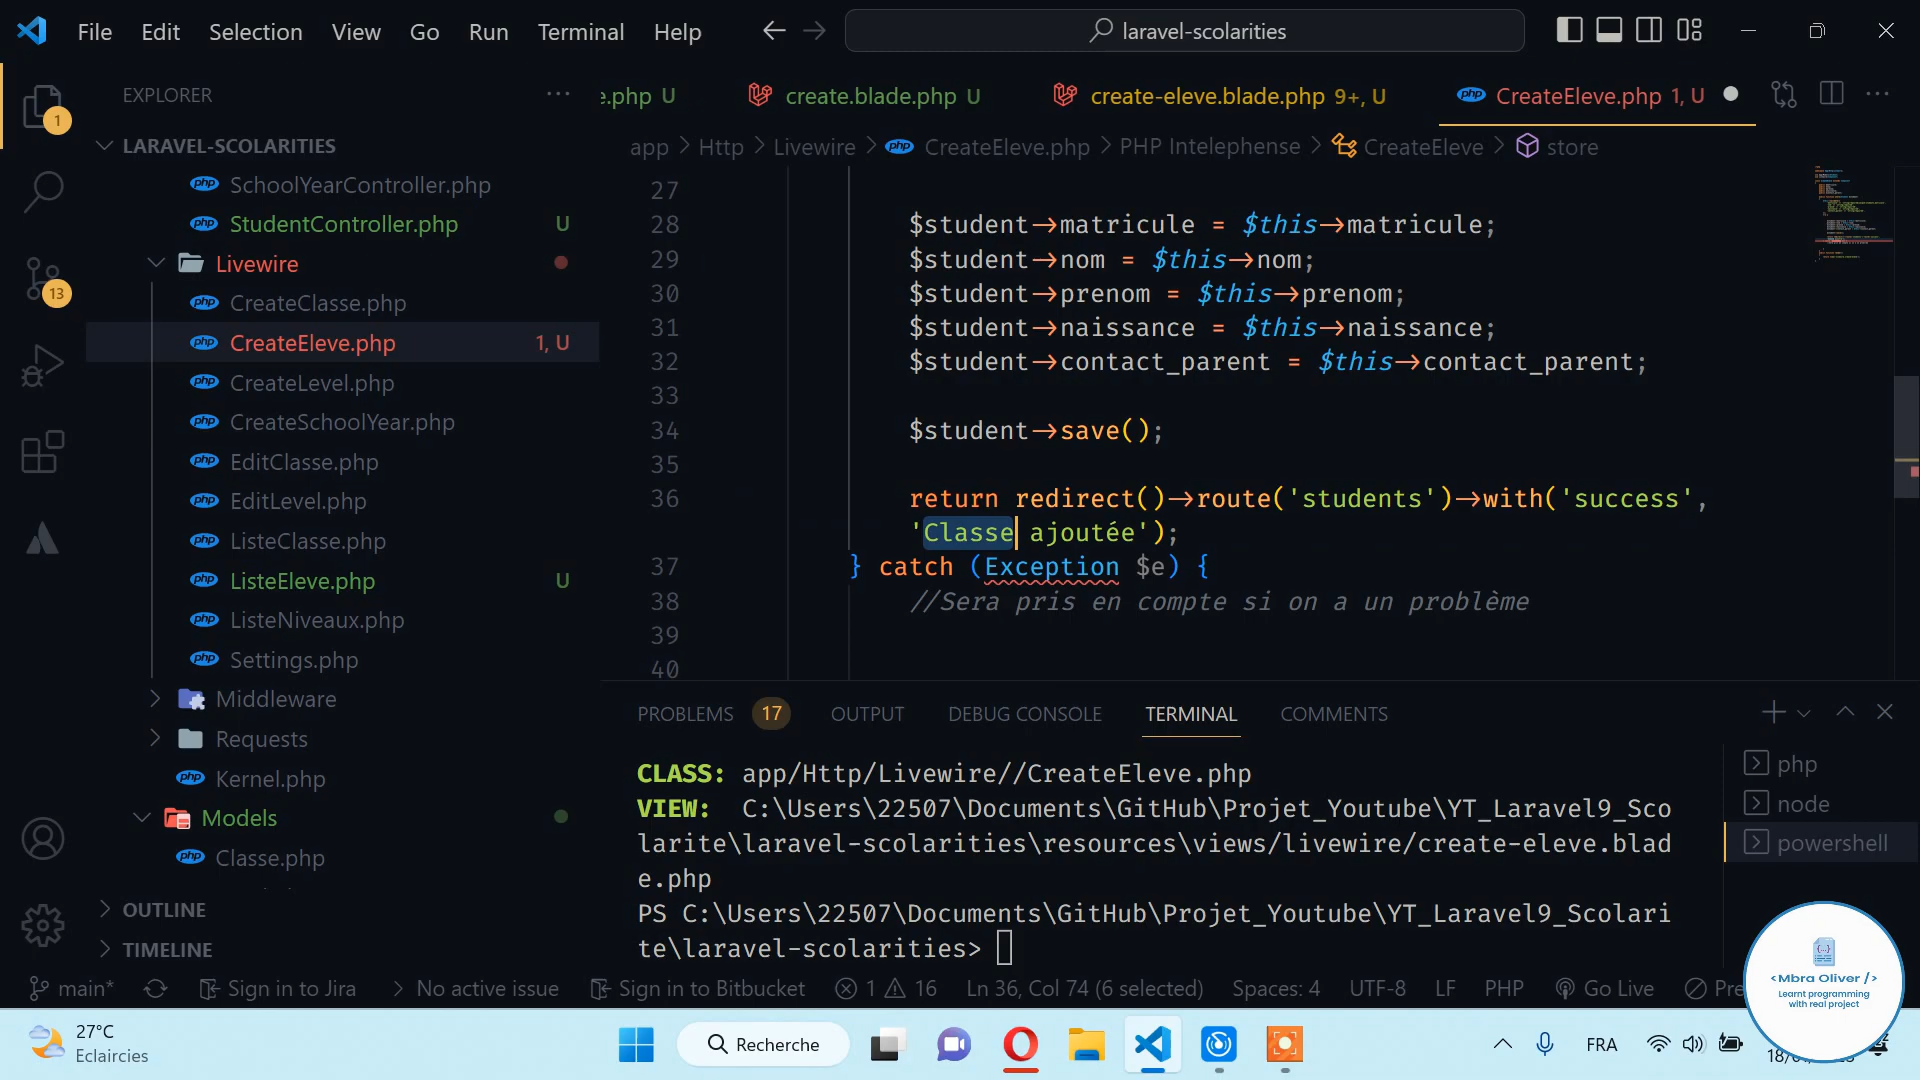 File Edit Selection View Go Run Terminal Help
laravel-scolarities
EXPLORER
e.php U
create.blade.php U
create-eleve.blade.php 9+, U
CreateEleve.php 1, U
app > Http > Livewire > CreateEleve.php > PHP Intelephense > CreateEleve > store
1
13
LARAVEL-SCOLARITIES
SchoolYearController.php
StudentController.php U
Livewire
CreateClasse.php
CreateEleve.php 1, U
CreateLevel.php
CreateSchoolYear.php
EditClasse.php
EditLevel.php
ListeClasse.php
ListeEleve.php U
ListeNiveaux.php
Settings.php
Middleware
Requests
Kernel.php
Models
Classe.php
OUTLINE
TIMELINE
27
28 $student->matricule = $this->matricule;
29 $student->nom = $this->nom;
30 $student->prenom = $this->prenom;
31 $student->naissance = $this->naissance;
32 $student->contact_parent = $this->contact_parent;
33
34 $student->save();
35
36 return redirect()->route('students')->with('success',
'Classe ajoutée');
37 } catch (Exception $e) {
38 //Sera pris en compte si on a un problème
39
40
PROBLEMS 17 OUTPUT DEBUG CONSOLE TERMINAL COMMENTS
CLASS: app/Http/Livewire//CreateEleve.php
VIEW: C:\Users\22507\Documents\GitHub\Projet_Youtube\YT_Laravel9_Sco
larite\laravel-scolarities\resources\views/livewire/create-eleve.blad
e.php
PS C:\Users\22507\Documents\GitHub\Projet_Youtube\YT_Laravel9_Scolari
te\laravel-scolarities>
php
node
powershell
<Mbra Oliver />
Learnt programming
with real project
main* Sign in to Jira No active issue Sign in to Bitbucket 1 16 Ln 36, Col 74 (6 selected) Spaces: 4 UTF-8 LF PHP Go Live
27°C
Eclaircies
Recherche
FRA